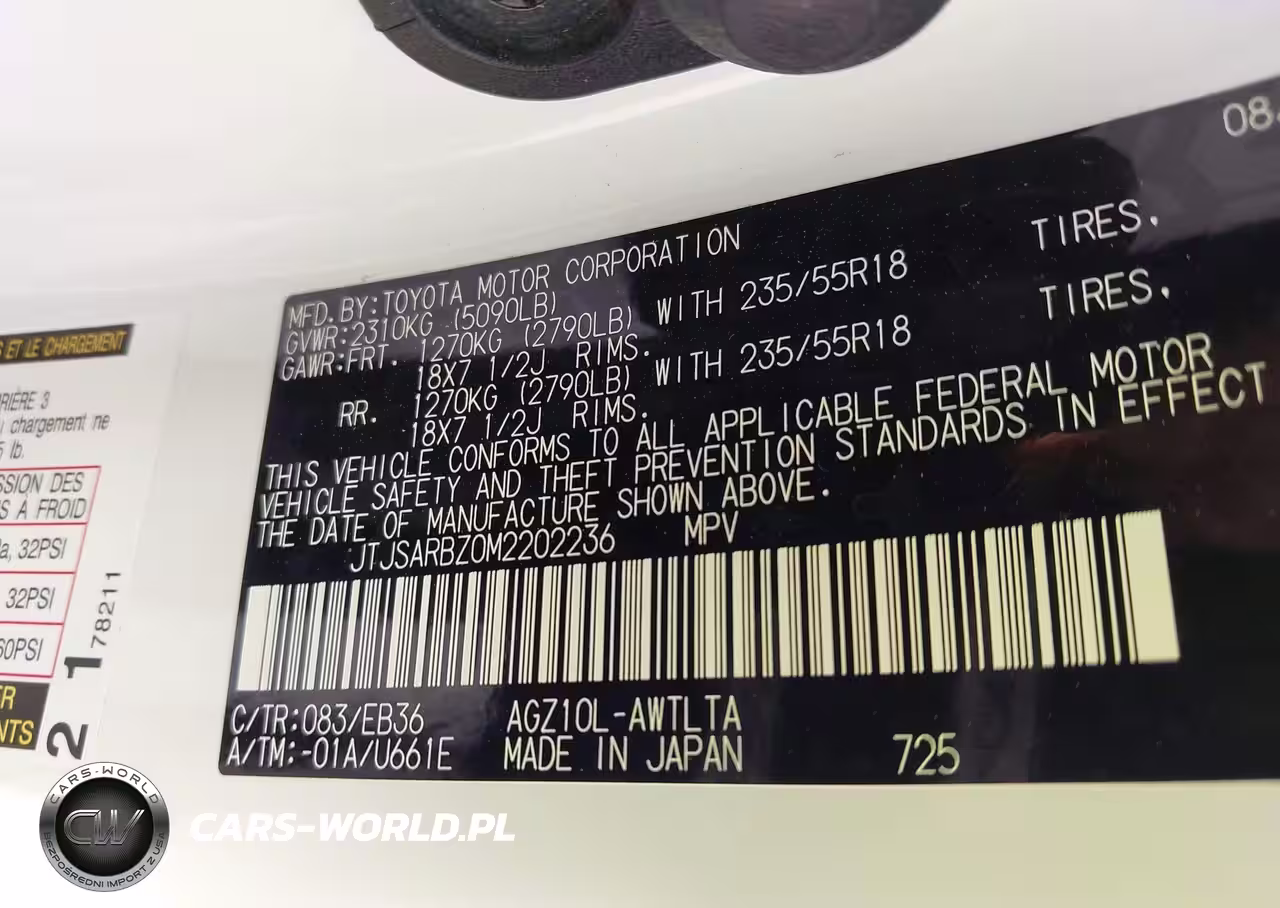 08
MFD.BY:TOYOTA MOTOR CORPORATION
GVWR:2310KG (5090LB)
GAWR:FRT. 1270KG (2790LB) WITH 235/55R18 TIRES,
18X7 1/2J RIMS.
RR. 1270KG (2790LB) WITH 235/55R18 TIRES,
18X7 1/2J RIMS.
THIS VEHICLE CONFORMS TO ALL APPLICABLE FEDERAL MOTOR
VEHICLE SAFETY AND THEFT PREVENTION STANDARDS IN EFFECT
THE DATE OF MANUFACTURE SHOWN ABOVE.
JTJSARBZ0M2202236 MPV
C/TR:083/EB36 AGZ10L-AWTLTA
A/TM:-01A/U661E MADE IN JAPAN 725
ET LE CHARGEMENT
RIÈRE 3
chargement ne
lb.
SSION DES
S À FROID
, 32PSI
32PSI
60PSI
78211
2 1
CARS-WORLD
CW
BEZPOŚREDNI IMPORT Z USA
CARS-WORLD.PL